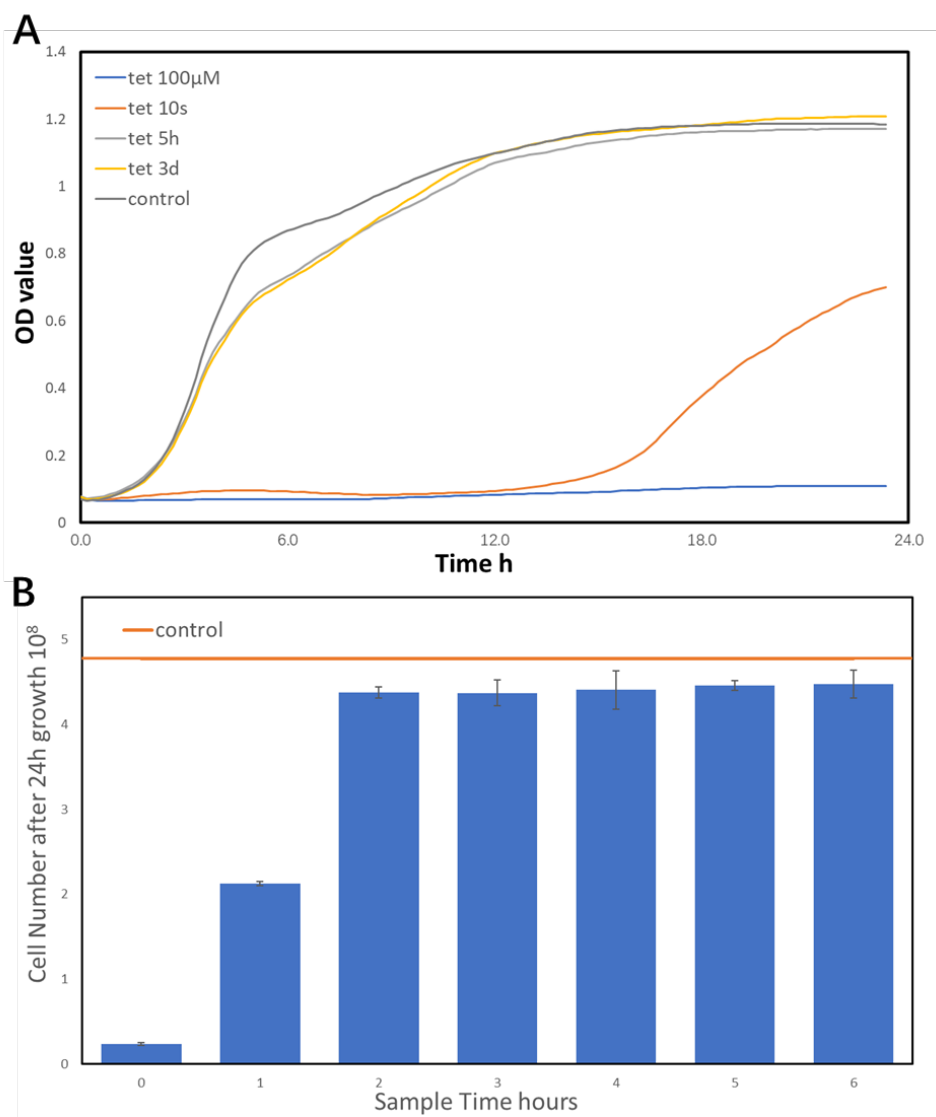 A
1.4
1.2
1
0.8
0.6
0.4
0.2
0
OD value
tet 100μM
tet 10s
tet 5h
tet 3d
control
0.0 6.0 12.0 18.0 24.0
Time h
B
control
5
4
3
2
1
0
Cell Number after 24h growth 10⁸
0 1 2 3 4 5 6
Sample Time hours